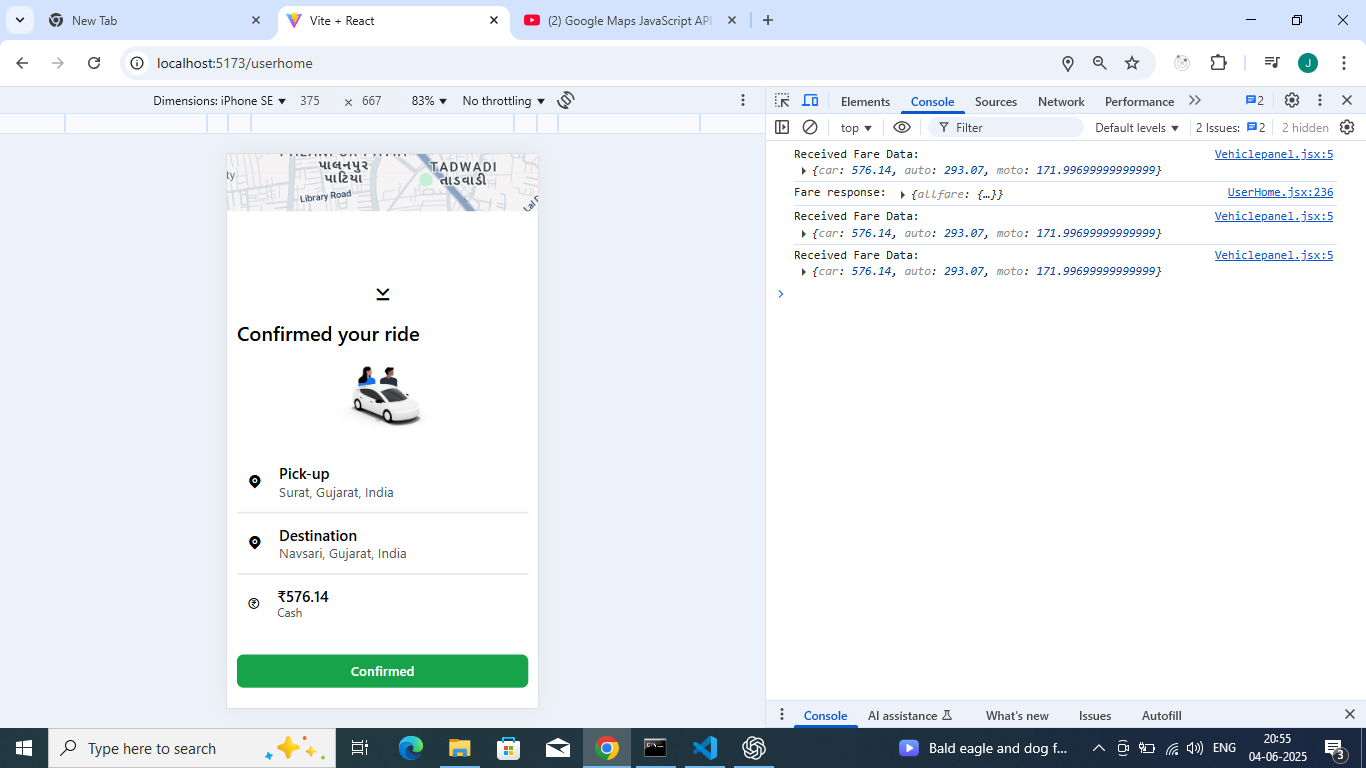 New Tab
Vite + React
(2) Google Maps JavaScript API
localhost:5173/userhome
J
Dimensions: iPhone SE 375 × 667 83% No throttling
Elements Console Sources Network Performance 2
top Filter Default levels 2 Issues: 2 2 hidden
Received Fare Data: Vehiclepanel.jsx:5
{car: 576.14, auto: 293.07, moto: 171.99699999999999}
Fare response: {allfare: {…}} UserHome.jsx:236
Received Fare Data: Vehiclepanel.jsx:5
{car: 576.14, auto: 293.07, moto: 171.99699999999999}
Received Fare Data: Vehiclepanel.jsx:5
{car: 576.14, auto: 293.07, moto: 171.99699999999999}
TADWADI
પાલનપુર
પાટિયા
તાડવાડી
ty
Library Road
Confirmed your ride
Pick-up
Surat, Gujarat, India
Destination
Navsari, Gujarat, India
₹576.14
Cash
Confirmed
Console AI assistance What's new Issues Autofill
Type here to search
Bald eagle and dog f...
ENG
20:55
04-06-2025
3